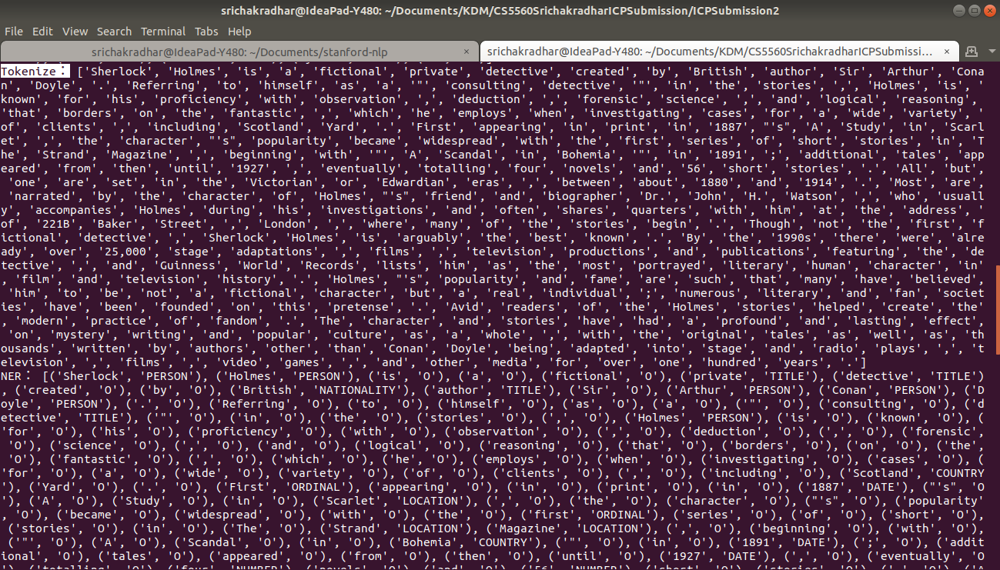 srichakradhar@IdeaPad-Y480: ~/Documents/KDM/CS5560SrichakradharICPSubmission/ICPSubmission2
File Edit View Search Terminal Tabs Help
srichakradhar@IdeaPad-Y480: ~/Documents/stanford-nlp × srichakradhar@IdeaPad-Y480: ~/Documents/KDM/CS5560SrichakradharICPSubmissi... ×
Tokenize: ['Sherlock', 'Holmes', 'is', 'a', 'fictional', 'private', 'detective', 'created', 'by', 'British', 'author', 'Sir', 'Arthur', 'Cona
n', 'Doyle', '.', 'Referring', 'to', 'himself', 'as', 'a', '"', 'consulting', 'detective', '"', 'in', 'the', 'stories', ',', 'Holmes', 'is', '
known', 'for', 'his', 'proficiency', 'with', 'observation', ',', 'deduction', ',', 'forensic', 'science', ',', 'and', 'logical', 'reasoning',
'that', 'borders', 'on', 'the', 'fantastic', ',', 'which', 'he', 'employs', 'when', 'investigating', 'cases', 'for', 'a', 'wide', 'variety', '
of', 'clients', ',', 'including', 'Scotland', 'Yard', '.', 'First', 'appearing', 'in', 'print', 'in', '1887', "'s", 'A', 'Study', 'in', 'Scarl
et', ',', 'the', 'character', "'s", 'popularity', 'became', 'widespread', 'with', 'the', 'first', 'series', 'of', 'short', 'stories', 'in', 'T
he', 'Strand', 'Magazine', ',', 'beginning', 'with', '"', 'A', 'Scandal', 'in', 'Bohemia', '"', 'in', '1891', ';', 'additional', 'tales', 'app
eared', 'from', 'then', 'until', '1927', ',', 'eventually', 'totalling', 'four', 'novels', 'and', '56', 'short', 'stories', '.', 'All', 'but',
'one', 'are', 'set', 'in', 'the', 'Victorian', 'or', 'Edwardian', 'eras', ',', 'between', 'about', '1880', 'and', '1914', '.', 'Most', 'are',
'narrated', 'by', 'the', 'character', 'of', 'Holmes', "'s", 'friend', 'and', 'biographer', 'Dr.', 'John', 'H.', 'Watson', ',', 'who', 'usuall
y', 'accompanies', 'Holmes', 'during', 'his', 'investigations', 'and', 'often', 'shares', 'quarters', 'with', 'him', 'at', 'the', 'address', '
of', '221B', 'Baker', 'Street', ',', 'London', ',', 'where', 'many', 'of', 'the', 'stories', 'begin', '.', 'Though', 'not', 'the', 'first', 'f
ictional', 'detective', ',', 'Sherlock', 'Holmes', 'is', 'arguably', 'the', 'best', 'known', '.', 'By', 'the', '1990s', 'there', 'were', 'alre
ady', 'over', '25,000', 'stage', 'adaptations', ',', 'films', ',', 'television', 'productions', 'and', 'publications', 'featuring', 'the', 'de
tective', ',', 'and', 'Guinness', 'World', 'Records', 'lists', 'him', 'as', 'the', 'most', 'portrayed', 'literary', 'human', 'character', 'in'
, 'film', 'and', 'television', 'history', '.', 'Holmes', "'s", 'popularity', 'and', 'fame', 'are', 'such', 'that', 'many', 'have', 'believed',
'him', 'to', 'be', 'not', 'a', 'fictional', 'character', 'but', 'a', 'real', 'individual', ';', 'numerous', 'literary', 'and', 'fan', 'societ
ies', 'have', 'been', 'founded', 'on', 'this', 'pretense', '.', 'Avid', 'readers', 'of', 'the', 'Holmes', 'stories', 'helped', 'create', 'the'
, 'modern', 'practice', 'of', 'fandom', '.', 'The', 'character', 'and', 'stories', 'have', 'had', 'a', 'profound', 'and', 'lasting', 'effect',
'on', 'mystery', 'writing', 'and', 'popular', 'culture', 'as', 'a', 'whole', ',', 'with', 'the', 'original', 'tales', 'as', 'well', 'as', 'th
ousands', 'written', 'by', 'authors', 'other', 'than', 'Conan', 'Doyle', 'being', 'adapted', 'into', 'stage', 'and', 'radio', 'plays', ',', 't
elevision', ',', 'films', ',', 'video', 'games', ',', 'and', 'other', 'media', 'for', 'over', 'one', 'hundred', 'years', '.']
NER: [('Sherlock', 'PERSON'), ('Holmes', 'PERSON'), ('is', 'O'), ('a', 'O'), ('fictional', 'O'), ('private', 'TITLE'), ('detective', 'TITLE')
, ('created', 'O'), ('by', 'O'), ('British', 'NATIONALITY'), ('author', 'TITLE'), ('Sir', 'O'), ('Arthur', 'PERSON'), ('Conan', 'PERSON'), ('D
oyle', 'PERSON'), ('.', 'O'), ('Referring', 'O'), ('to', 'O'), ('himself', 'O'), ('as', 'O'), ('a', 'O'), ('"', 'O'), ('consulting', 'O'), ('d
etective', 'TITLE'), ('"', 'O'), ('in', 'O'), ('the', 'O'), ('stories', 'O'), (',', 'O'), ('Holmes', 'PERSON'), ('is', 'O'), ('known', 'O'), (
'for', 'O'), ('his', 'O'), ('proficiency', 'O'), ('with', 'O'), ('observation', 'O'), (',', 'O'), ('deduction', 'O'), (',', 'O'), ('forensic',
'O'), ('science', 'O'), (',', 'O'), ('and', 'O'), ('logical', 'O'), ('reasoning', 'O'), ('that', 'O'), ('borders', 'O'), ('on', 'O'), ('the',
'O'), ('fantastic', 'O'), (',', 'O'), ('which', 'O'), ('he', 'O'), ('employs', 'O'), ('when', 'O'), ('investigating', 'O'), ('cases', 'O'), (
'for', 'O'), ('a', 'O'), ('wide', 'O'), ('variety', 'O'), ('of', 'O'), ('clients', 'O'), (',', 'O'), ('including', 'O'), ('Scotland', 'COUNTRY
'), ('Yard', 'O'), ('.', 'O'), ('First', 'ORDINAL'), ('appearing', 'O'), ('in', 'O'), ('print', 'O'), ('in', 'O'), ('1887', 'DATE'), ("'s", 'O
'), ('A', 'O'), ('Study', 'O'), ('in', 'O'), ('Scarlet', 'LOCATION'), (',', 'O'), ('the', 'O'), ('character', 'O'), ("'s", 'O'), ('popularity'
, 'O'), ('became', 'O'), ('widespread', 'O'), ('with', 'O'), ('the', 'O'), ('first', 'ORDINAL'), ('series', 'O'), ('of', 'O'), ('short', 'O'),
('stories', 'O'), ('in', 'O'), ('The', 'O'), ('Strand', 'LOCATION'), ('Magazine', 'LOCATION'), (',', 'O'), ('beginning', 'O'), ('with', 'O'),
('"', 'O'), ('A', 'O'), ('Scandal', 'O'), ('in', 'O'), ('Bohemia', 'COUNTRY'), ('"', 'O'), ('in', 'O'), ('1891', 'DATE'), (';', 'O'), ('addit
ional', 'O'), ('tales', 'O'), ('appeared', 'O'), ('from', 'O'), ('then', 'O'), ('until', 'O'), ('1927', 'DATE'), (',', 'O'), ('eventually', 'O
'), ('totalling', 'O'), ('four', 'NUMBER'), ('novels', 'O'), ('and', 'O'), ('56', 'NUMBER'), ('short', 'O'), ('stories', 'O'), ('.', 'O'), ('A